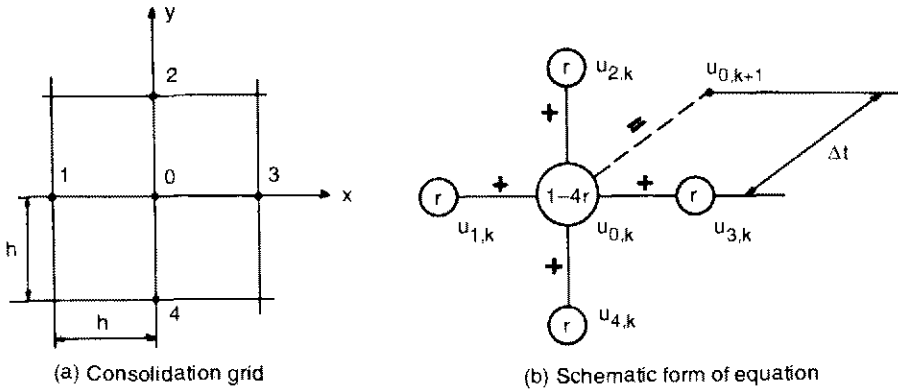 y
2
1
0
3
x
h
h
4
(a) Consolidation grid
r
u2,k
u0,k+1
+
=
Δt
r
+
1−4r
+
r
u1,k
u0,k
u3,k
+
r
u4,k
(b) Schematic form of equation